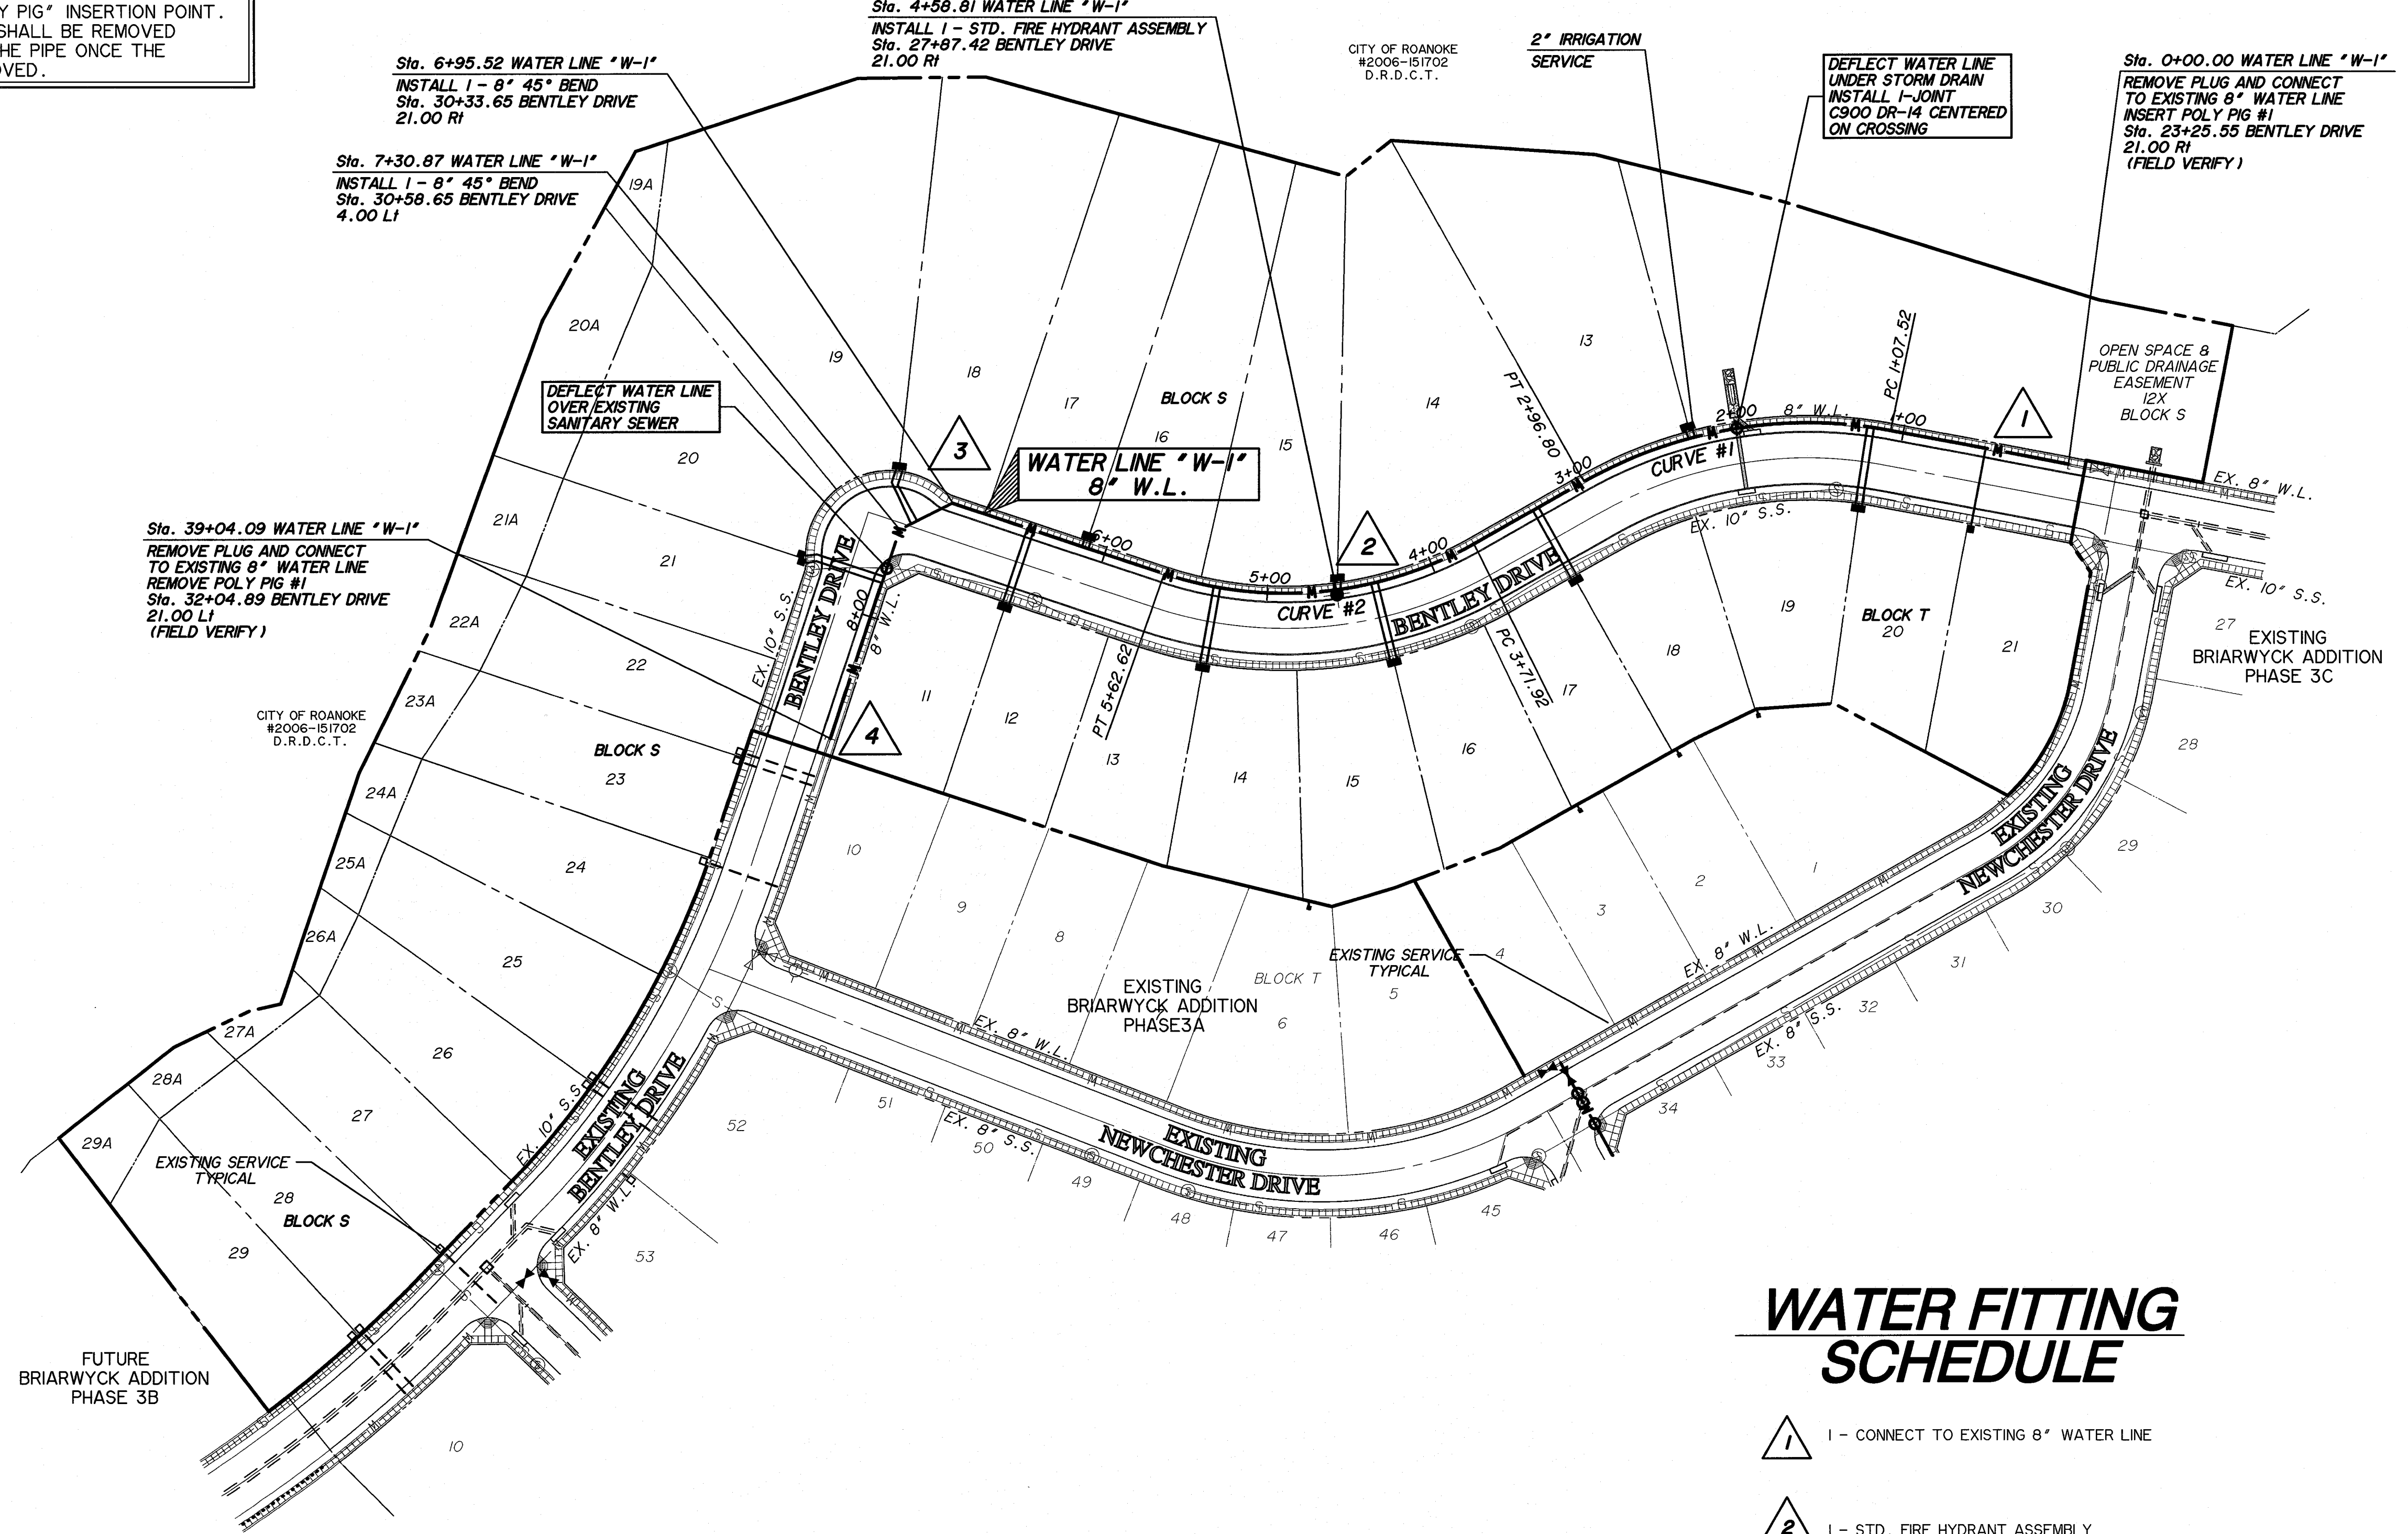 Y PIG" INSERTION POINT.
SHALL BE REMOVED
HE PIPE ONCE THE
OVED.
Sta. 4+58.81 WATER LINE "W-1"
INSTALL 1 - STD. FIRE HYDRANT ASSEMBLY
Sta. 27+87.42 BENTLEY DRIVE
21.00 Rt
Sta. 6+95.52 WATER LINE "W-1"
INSTALL 1 - 8" 45° BEND
Sta. 30+33.65 BENTLEY DRIVE
21.00 Rt
Sta. 7+30.87 WATER LINE "W-1"
INSTALL 1 - 8" 45° BEND
Sta. 30+58.65 BENTLEY DRIVE
4.00 Lt
CITY OF ROANOKE
#2006-151702
D.R.D.C.T.
2" IRRIGATION
SERVICE
DEFLECT WATER LINE
UNDER STORM DRAIN
INSTALL 1-JOINT
C900 DR-14 CENTERED
ON CROSSING
Sta. 0+00.00 WATER LINE "W-1"
REMOVE PLUG AND CONNECT
TO EXISTING 8" WATER LINE
INSERT POLY PIG #1
Sta. 23+25.55 BENTLEY DRIVE
21.00 Rt
(FIELD VERIFY)
19A
20A
19
18
17
BLOCK S
16
15
14
13
DEFLECT WATER LINE
OVER EXISTING
SANITARY SEWER
20
3
WATER LINE "W-1"
8" W.L.
PT 2+96.80
PC 1+07.52
2+00
8" W.L.
1+00
1
OPEN SPACE &
PUBLIC DRAINAGE
EASEMENT
12X
BLOCK S
EX. 8" W.L.
3+00
CURVE #1
EX. 10" S.S.
Sta. 39+04.09 WATER LINE "W-1"
REMOVE PLUG AND CONNECT
TO EXISTING 8" WATER LINE
REMOVE POLY PIG #1
Sta. 32+04.89 BENTLEY DRIVE
21.00 Lt
(FIELD VERIFY)
21A
21
6+00
5+00
2
4+00
CURVE #2
BENTLEY DRIVE
EX. 10" S.S.
BENTLEY DRIVE
8+00
8" W.L.
22A
22
23A
CITY OF ROANOKE
#2006-151702
D.R.D.C.T.
BLOCK S
23
4
11
12
PT 5+62.62
13
14
15
16
PC 3+71.92
17
18
19
BLOCK T
20
21
EX. 10" S.S.
27
EXISTING
BRIARWYCK ADDITION
PHASE 3C
28
EXISTING
NEWCHESTER DRIVE
29
30
31
32
33
34
24A
24
25A
25
26A
26
27A
27
28A
28
29A
29
BLOCK S
EXISTING SERVICE
TYPICAL
10
9
8
7
6
5
4
3
2
1
EXISTING
BRIARWYCK ADDITION
PHASE3A
BLOCK T
EXISTING SERVICE
TYPICAL
EX. 8" W.L.
EX. 8" S.S.
EX. 8" W.L.
EX. 10" S.S.
EXISTING
BENTLEY DRIVE
EX. 8" W.L.
52
51
EX. 8" S.S.
50
49
48
47
46
45
53
EXISTING
NEWCHESTER DRIVE
FUTURE
BRIARWYCK ADDITION
PHASE 3B
10
WATER FITTING
SCHEDULE
1
1 - CONNECT TO EXISTING 8" WATER LINE
2
1 - STD. FIRE HYDRANT ASSEMBLY